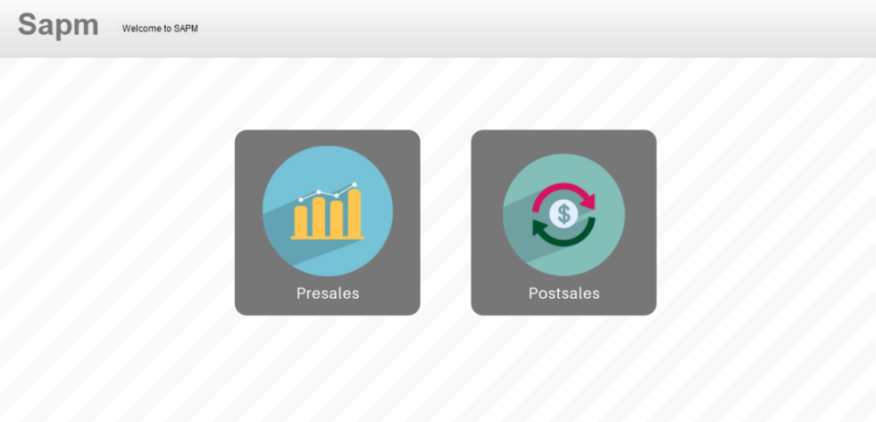 Sapm
Welcome to SAPM
Presales
$
Postsales